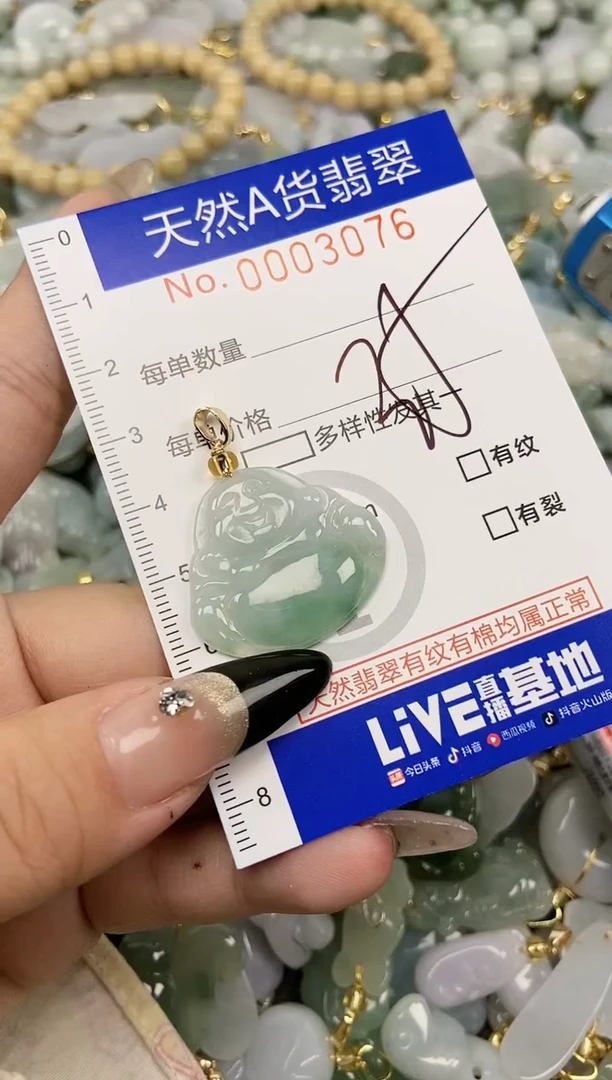 天然A货翡翠
No. 0003076
0
1
2
3
4
5
8
每单数量
每单价格
多样性发其一
有纹
有裂
天然翡翠有纹有棉均属正常
LiVE直播基地
今日头条 抖音 西瓜视频 抖音火山版